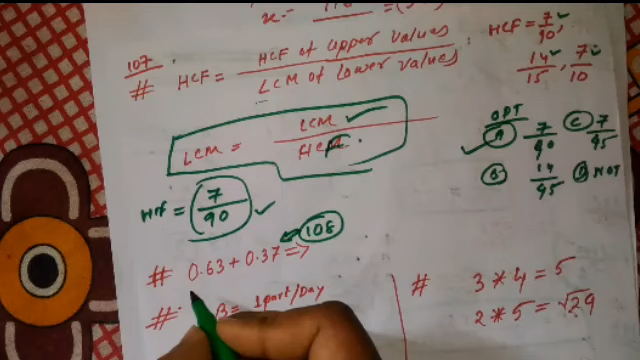 107
# HCF = HCF of upper values / LCM of lower values
HCF = 7/90,
14/15, 7/10
LCM = LCM / HCF
OPT
A 7/90 C 7/45
B 14/45 D NOT
HCF = 7/90
108
# 0.63 + 0.37 =>
# B = 1 part/Day
# 3 * 4 = 5
2 * 5 = √29